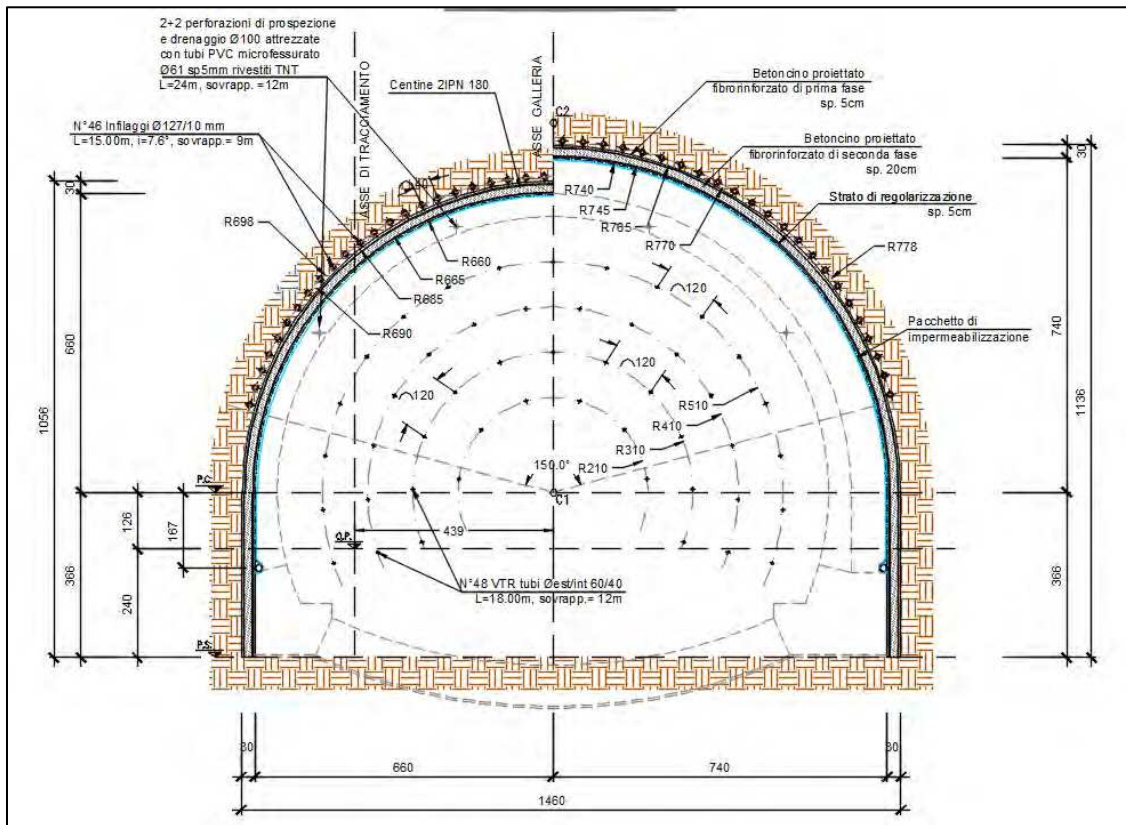 2+2 perforazioni di prospezione
e drenaggio Ø100 attrezzate
con tubi PVC microfessurato
Ø61 sp5mm rivestiti TNT
L=24m, sovrapp. =12m
N°46 Infilaggi Ø127/10 mm
L=15.00m, i=7.6°, sovrapp.= 9m
ASSE DI TRACCIAMENTO
Centine 2IPN 180
ASSE GALLERIA
C2
Betoncino proiettato
fibrorinforzato di prima fase
sp. 5cm
Betoncino proiettato
fibrorinforzato di seconda fase
sp. 20cm
Strato di regolarizzazione
sp. 5cm
Pacchetto di
impermeabilizzazione
R698
R660
R665
R685
R690
R740
R745
R765
R770
R778
120
120
120
R510
R410
R310
R210
150.0°
C1
P.C.
439
Q.P.
N°48 VTR tubi Øest/int 60/40
L=18.00m, sovrapp.= 12m
P.S.
30
660
1056
366
126
167
240
30
740
1136
366
30
660
740
30
1460